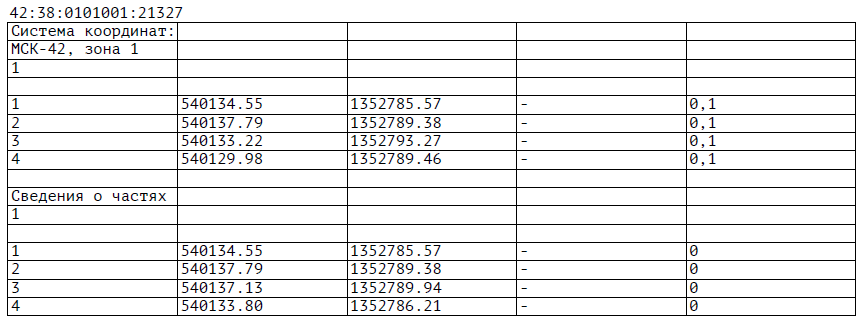 42:38:0101001:21327
Система координат:
МСК-42, зона 1
1
1 540134.55 1352785.57 - 0,1
2 540137.79 1352789.38 - 0,1
3 540133.22 1352793.27 - 0,1
4 540129.98 1352789.46 - 0,1
Сведения о частях
1
1 540134.55 1352785.57 - 0
2 540137.79 1352789.38 - 0
3 540137.13 1352789.94 - 0
4 540133.80 1352786.21 - 0